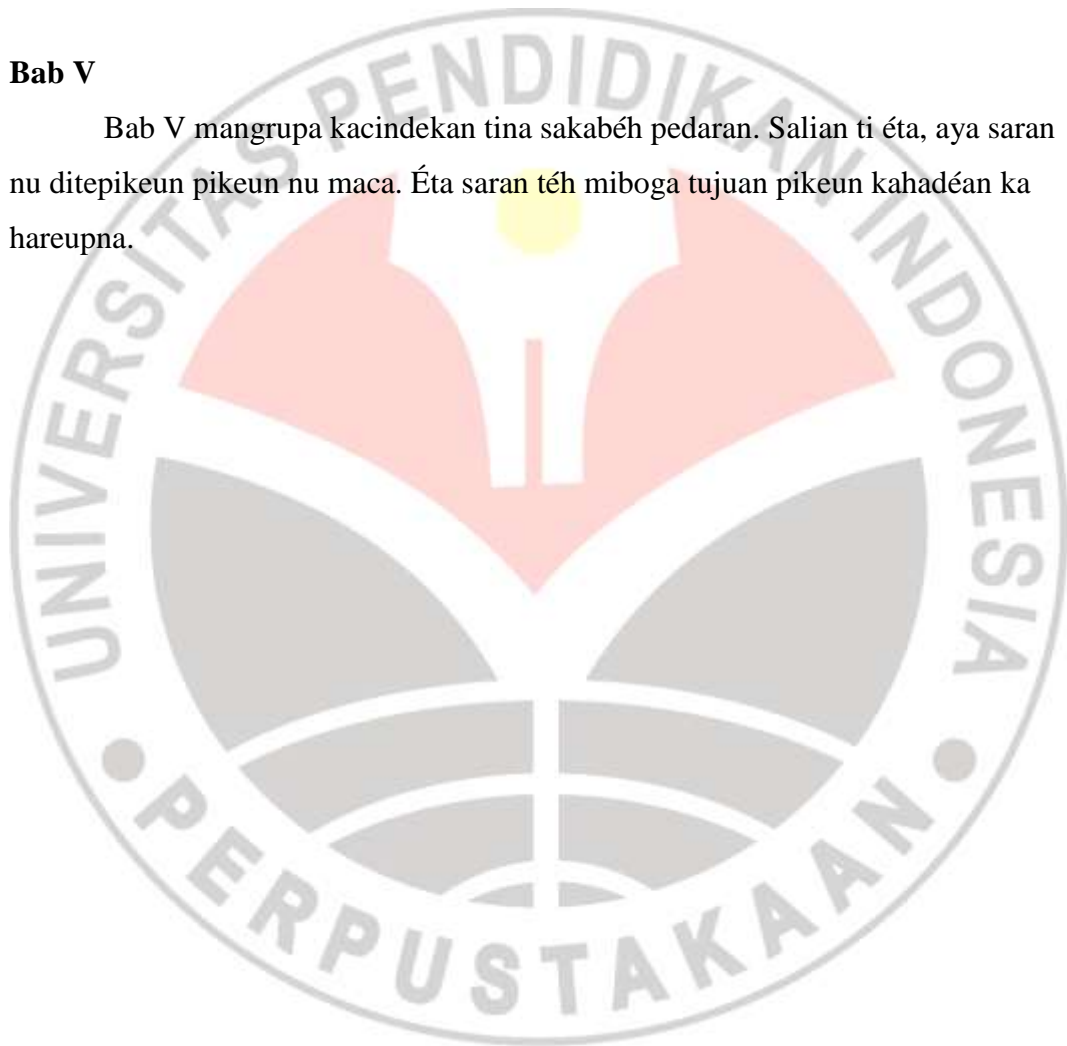 Bab V
Bab V mangrupa kacindekan tina sakabéh pedaran. Salian ti éta, aya saran
nu ditepikeun pikeun nu maca. Éta saran téh miboga tujuan pikeun kahadéan ka
hareupna.
UNIVERSITAS PENDIDIKAN INDONESIA
PERPUSTAKAAN